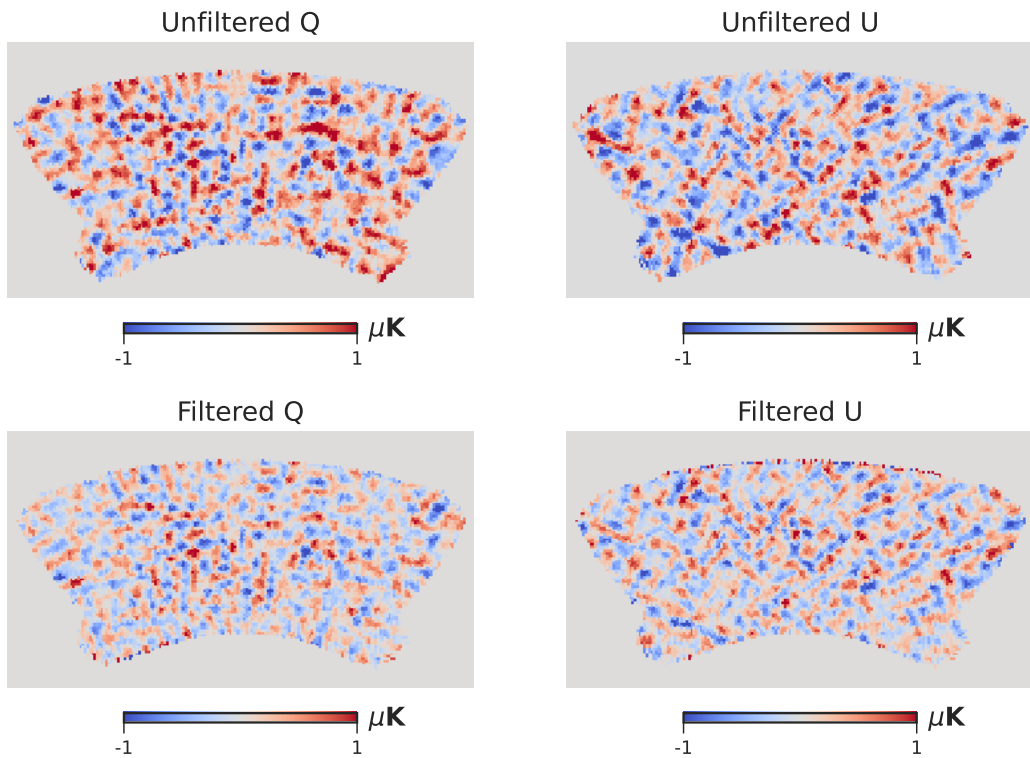 Unfiltered Q
Unfiltered U
μK
μK
-1 1
-1 1
Filtered Q
Filtered U
μK
μK
-1 1
-1 1